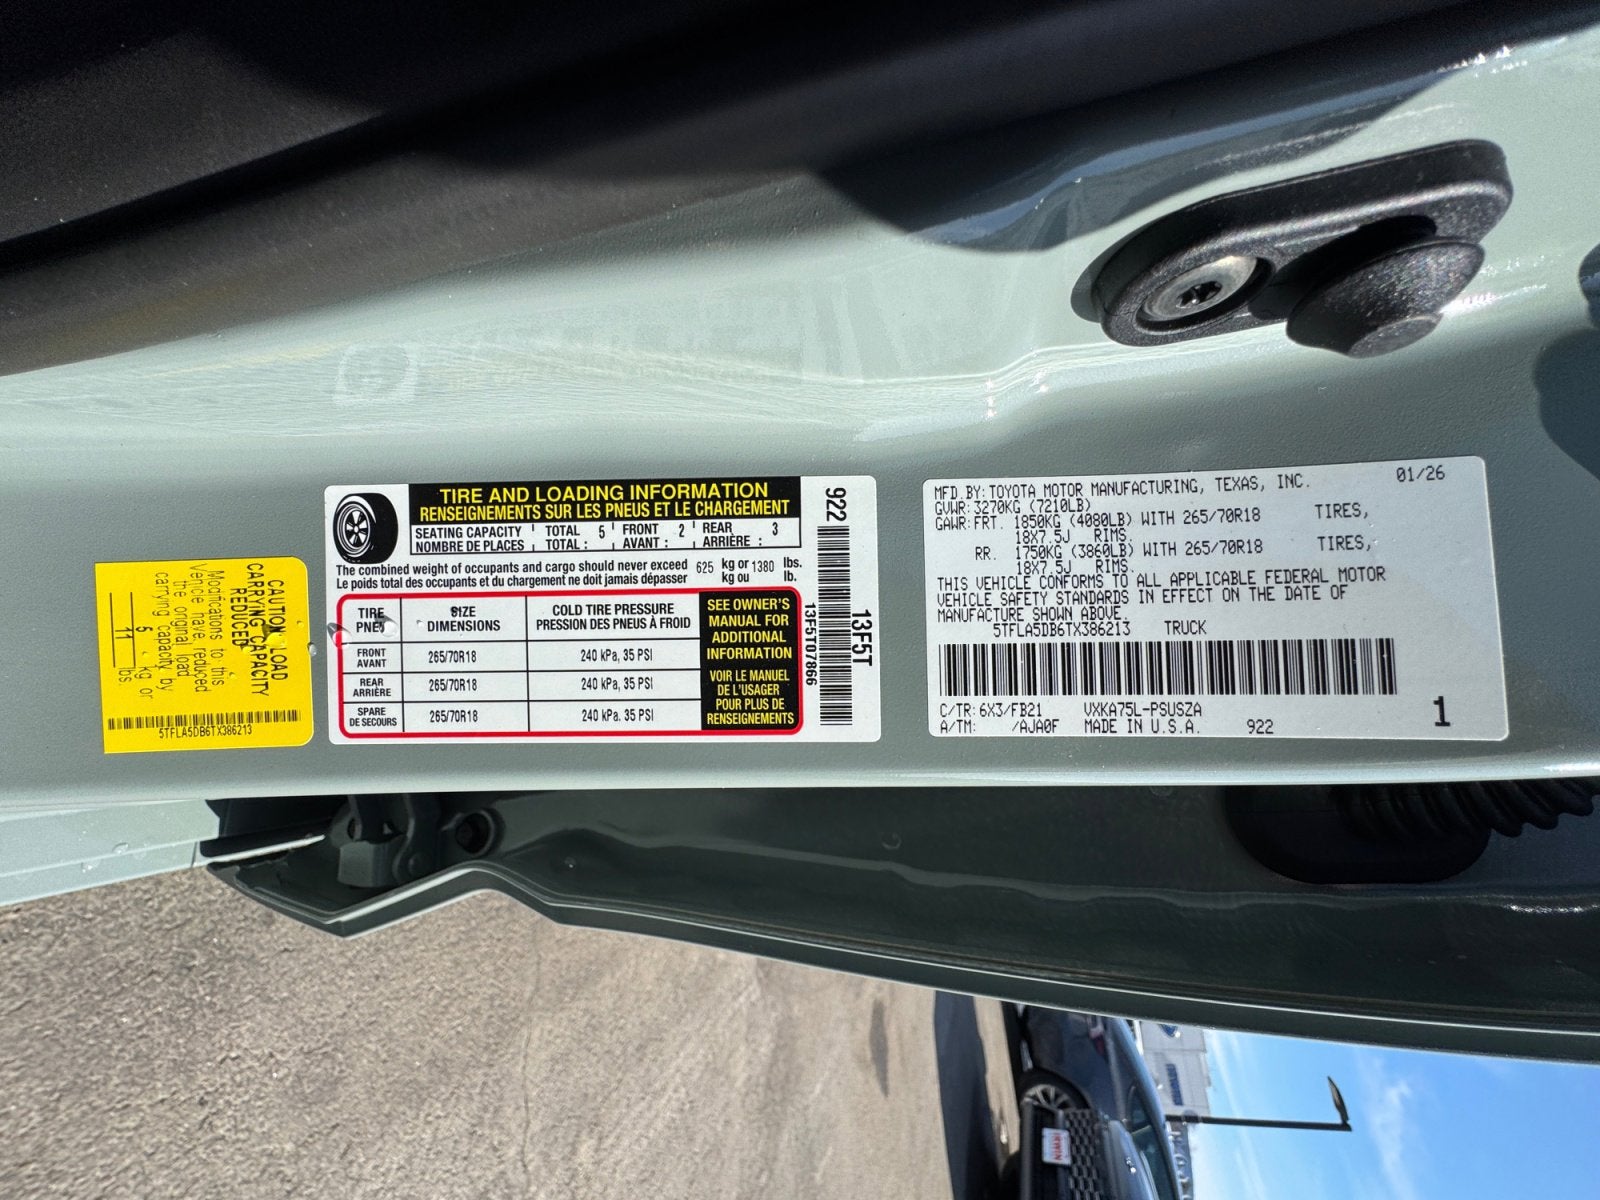 CAUTION LOAD
CARRYING CAPACITY
REDUCED
Modifications to this
Vehicle have reduced
the original load
carrying capacity by
5 kg or
11 lbs.
5TFLA5DB6TX386213
TIRE AND LOADING INFORMATION
RENSEIGNEMENTS SUR LES PNEUS ET LE CHARGEMENT
SEATING CAPACITY TOTAL 5 FRONT 2 REAR 3
NOMBRE DE PLACES TOTAL : AVANT : ARRIÈRE :
The combined weight of occupants and cargo should never exceed 625 kg or 1380 lbs.
Le poids total des occupants et du chargement ne doit jamais dépasser kg ou lb.
TIRE SIZE COLD TIRE PRESSURE
PNEU DIMENSIONS PRESSION DES PNEUS À FROID
FRONT
AVANT 265/70R18 240 kPa, 35 PSI
REAR
ARRIÈRE 265/70R18 240 kPa, 35 PSI
SPARE
DE SECOURS 265/70R18 240 kPa, 35 PSI
SEE OWNER'S
MANUAL FOR
ADDITIONAL
INFORMATION
VOIR LE MANUEL
DE L'USAGER
POUR PLUS DE
RENSEIGNEMENTS
922
13F5T
13F5T07866
MFD.BY:TOYOTA MOTOR MANUFACTURING, TEXAS, INC. 01/26
GVWR:3270KG (7210LB)
GAWR:FRT. 1850KG (4080LB) WITH 265/70R18 TIRES,
18X7.5J RIMS.
RR. 1750KG (3860LB) WITH 265/70R18 TIRES,
18X7.5J RIMS.
THIS VEHICLE CONFORMS TO ALL APPLICABLE FEDERAL MOTOR
VEHICLE SAFETY STANDARDS IN EFFECT ON THE DATE OF
MANUFACTURE SHOWN ABOVE.
5TFLA5DB6TX386213 TRUCK
C/TR:6X3/FB21 VXKA75L-PSUSZA
A/TM: /AJA0F MADE IN U.S.A. 922
1
IRWIN
SUBARU